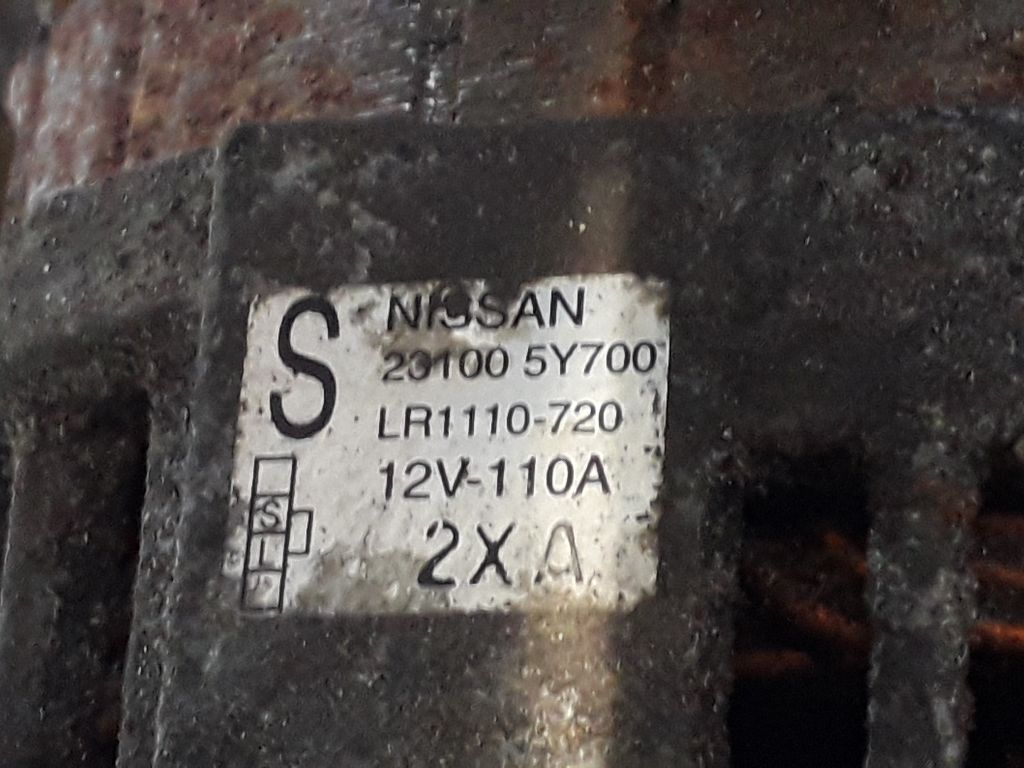 S
NISSAN
23100 5Y700
LR1110-720
12V-110A
2XA
S
L